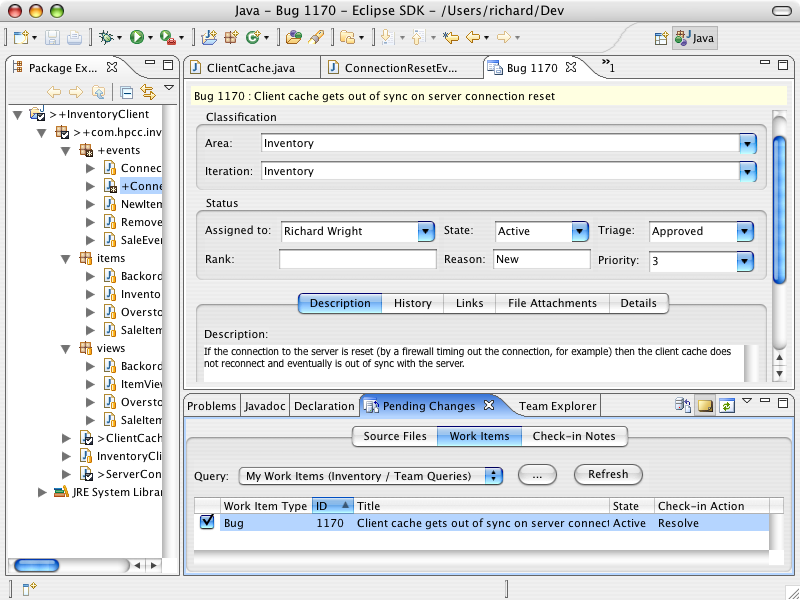 Java – Bug 1170 – Eclipse SDK – /Users/richard/Dev
Java
Package Ex...
ClientCache.java
ConnectionResetEv...
Bug 1170
»1
Bug 1170 : Client cache gets out of sync on server connection reset
>+InventoryClient
>+com.hpcc.inv
+events
Connec
+Conne
NewItem
Remove
SaleEver
items
Backord
Invento
Oversto
SaleItem
views
Backord
ItemView
Oversto
SaleItem
>ClientCach
InventoryCli
>ServerCon
JRE System Librar
Classification
Area: Inventory
Iteration: Inventory
Status
Assigned to: Richard Wright State: Active Triage: Approved
Rank: Reason: New Priority: 3
Description History Links File Attachments Details
Description:
If the connection to the server is reset (by a firewall timing out the connection, for example) then the client cache does
not reconnect and eventually is out of sync with the server.
Problems Javadoc Declaration Pending Changes Team Explorer
Source Files Work Items Check-in Notes
Query: My Work Items (Inventory / Team Queries) ... Refresh
Work Item Type ID Title State Check-in Action
Bug 1170 Client cache gets out of sync on server connect Active Resolve